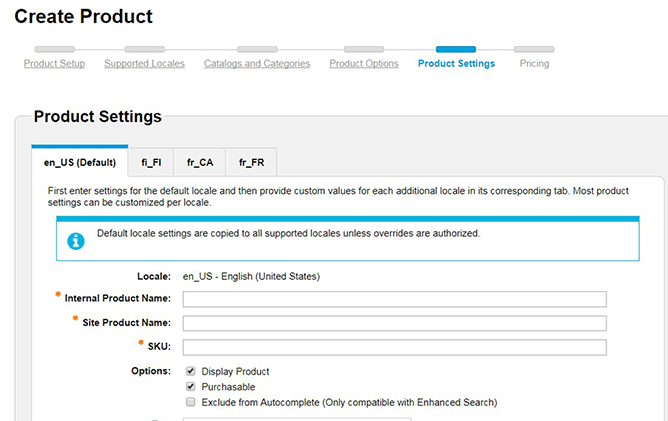 Create Product
Product Setup Supported Locales Catalogs and Categories Product Options Product Settings Pricing
Product Settings
en_US (Default) fi_FI fr_CA fr_FR
First enter settings for the default locale and then provide custom values for each additional locale in its corresponding tab. Most product
settings can be customized per locale.
Default locale settings are copied to all supported locales unless overrides are authorized.
Locale: en_US - English (United States)
* Internal Product Name:
* Site Product Name:
* SKU:
Options: Display Product
Purchasable
Exclude from Autocomplete (Only compatible with Enhanced Search)